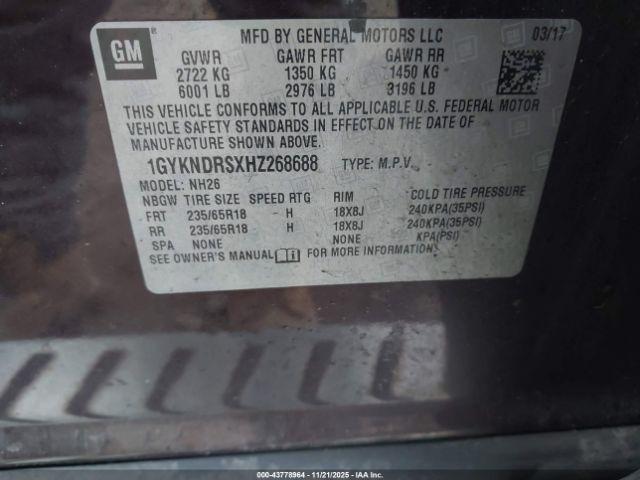 GM
MFD BY GENERAL MOTORS LLC 03/17
GVWR GAWR FRT GAWR RR
2722 KG 1350 KG 1450 KG
6001 LB 2976 LB 3196 LB
THIS VEHICLE CONFORMS TO ALL APPLICABLE U.S. FEDERAL MOTOR
VEHICLE SAFETY STANDARDS IN EFFECT ON THE DATE OF
MANUFACTURE SHOWN ABOVE.
1GYKNDRSXHZ268688 TYPE: M.P.V.
MODEL: NH26
NBGW TIRE SIZE SPEED RTG RIM COLD TIRE PRESSURE
FRT 235/65R18 - H 18X8J 240KPA(35PSI)
RR 235/65R18 H 18X8J 240KPA(35PSI)
SPA NONE NONE KPA(PSI)
SEE OWNER'S MANUAL FOR MORE INFORMATION.
43778964 - 11/21/2025 - IAA, Inc.